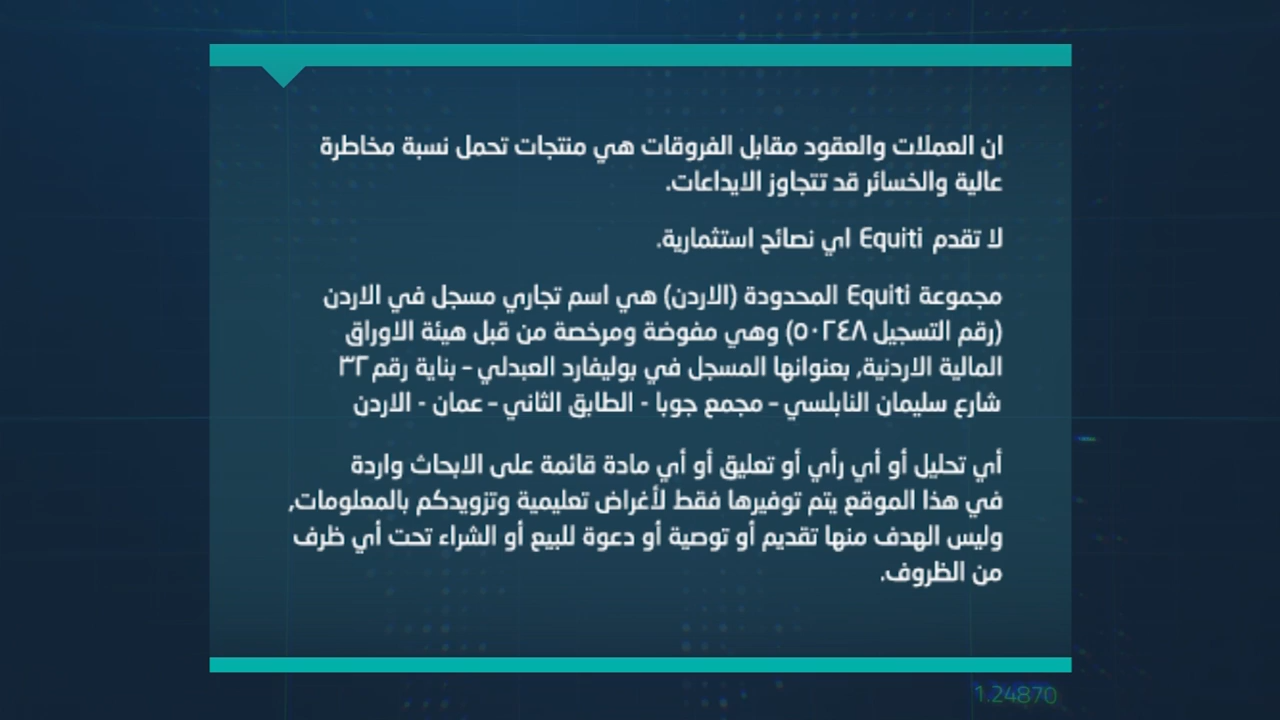 ان العملات والعقود مقابل الفروقات هي منتجات تحمل نسبة مخاطرة
عالية والخسائر قد تتجاوز الايداعات.
لا تقدم Equiti اي نصائح استثمارية.
مجموعة Equiti المحدودة (الاردن) هي اسم تجاري مسجل في الاردن
(رقم التسجيل ٥٠٢٤٨) وهي مفوضة ومرخصة من قبل هيئة الاوراق
المالية الاردنية, بعنوانها المسجل في بوليفارد العبدلي - بناية رقم ٣٢
شارع سليمان النابلسي - مجمع جوبا - الطابق الثاني - عمان - الاردن
أي تحليل أو أي رأي أو تعليق أو أي مادة قائمة على الابحاث واردة
في هذا الموقع يتم توفيرها فقط لأغراض تعليمية وتزويدكم بالمعلومات,
وليس الهدف منها تقديم أو توصية أو دعوة للبيع أو الشراء تحت أي ظرف
من الظروف.
1.24870